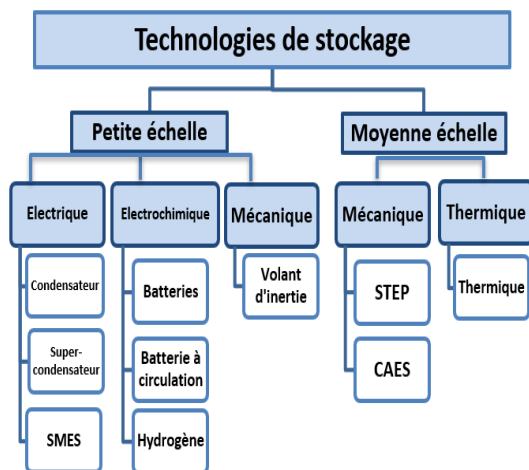 Technologies de stockage
Petite échelle
Moyenne échelle
Electrique
Electrochimique
Mécanique
Mécanique
Thermique
Condensateur
Batteries
Volant
d'inertie
STEP
Thermique
Super-
condensateur
Batterie à
circulation
CAES
SMES
Hydrogène